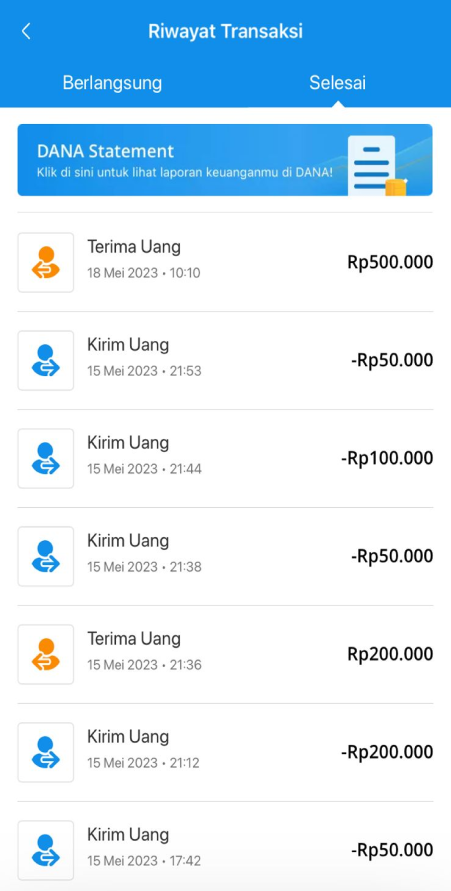 Riwayat Transaksi
Berlangsung
Selesai
DANA Statement
Klik di sini untuk lihat laporan keuanganmu di DANA!
Terima Uang
18 Mei 2023 • 10:10
Rp500.000
Kirim Uang
15 Mei 2023 • 21:53
-Rp50.000
Kirim Uang
15 Mei 2023 • 21:44
-Rp100.000
Kirim Uang
15 Mei 2023 • 21:38
-Rp50.000
Terima Uang
15 Mei 2023 • 21:36
Rp200.000
Kirim Uang
15 Mei 2023 • 21:12
-Rp200.000
Kirim Uang
15 Mei 2023 • 17:42
-Rp50.000